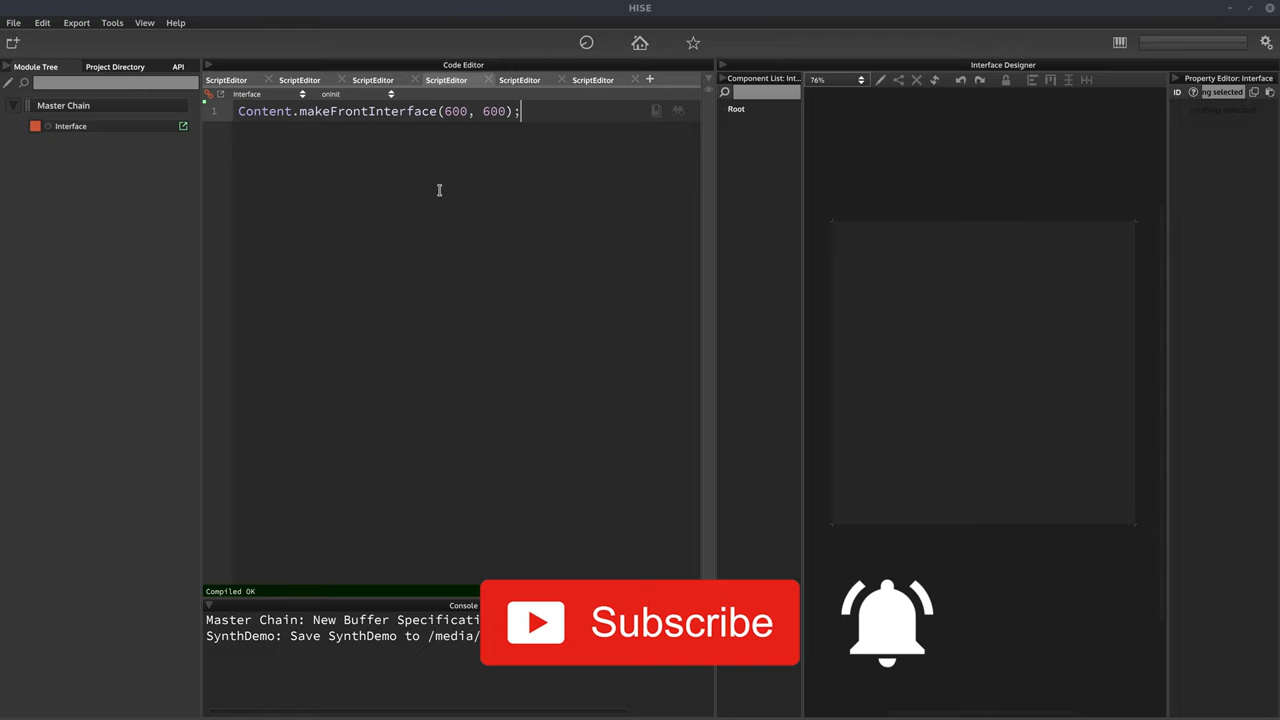 HISE
File Edit Export Tools View Help
Module Tree Project Directory API
Master Chain
Interface
Code Editor
ScriptEditor ScriptEditor ScriptEditor ScriptEditor ScriptEditor ScriptEditor
Interface onInit
1 Content.makeFrontInterface(600, 600);
Compiled OK
Console
Master Chain: New Buffer Specificati
SynthDemo: Save SynthDemo to /media/
Subscribe
Component List: Int...
Root
Interface Designer
76%
Property Editor: Interface
ID ng selected